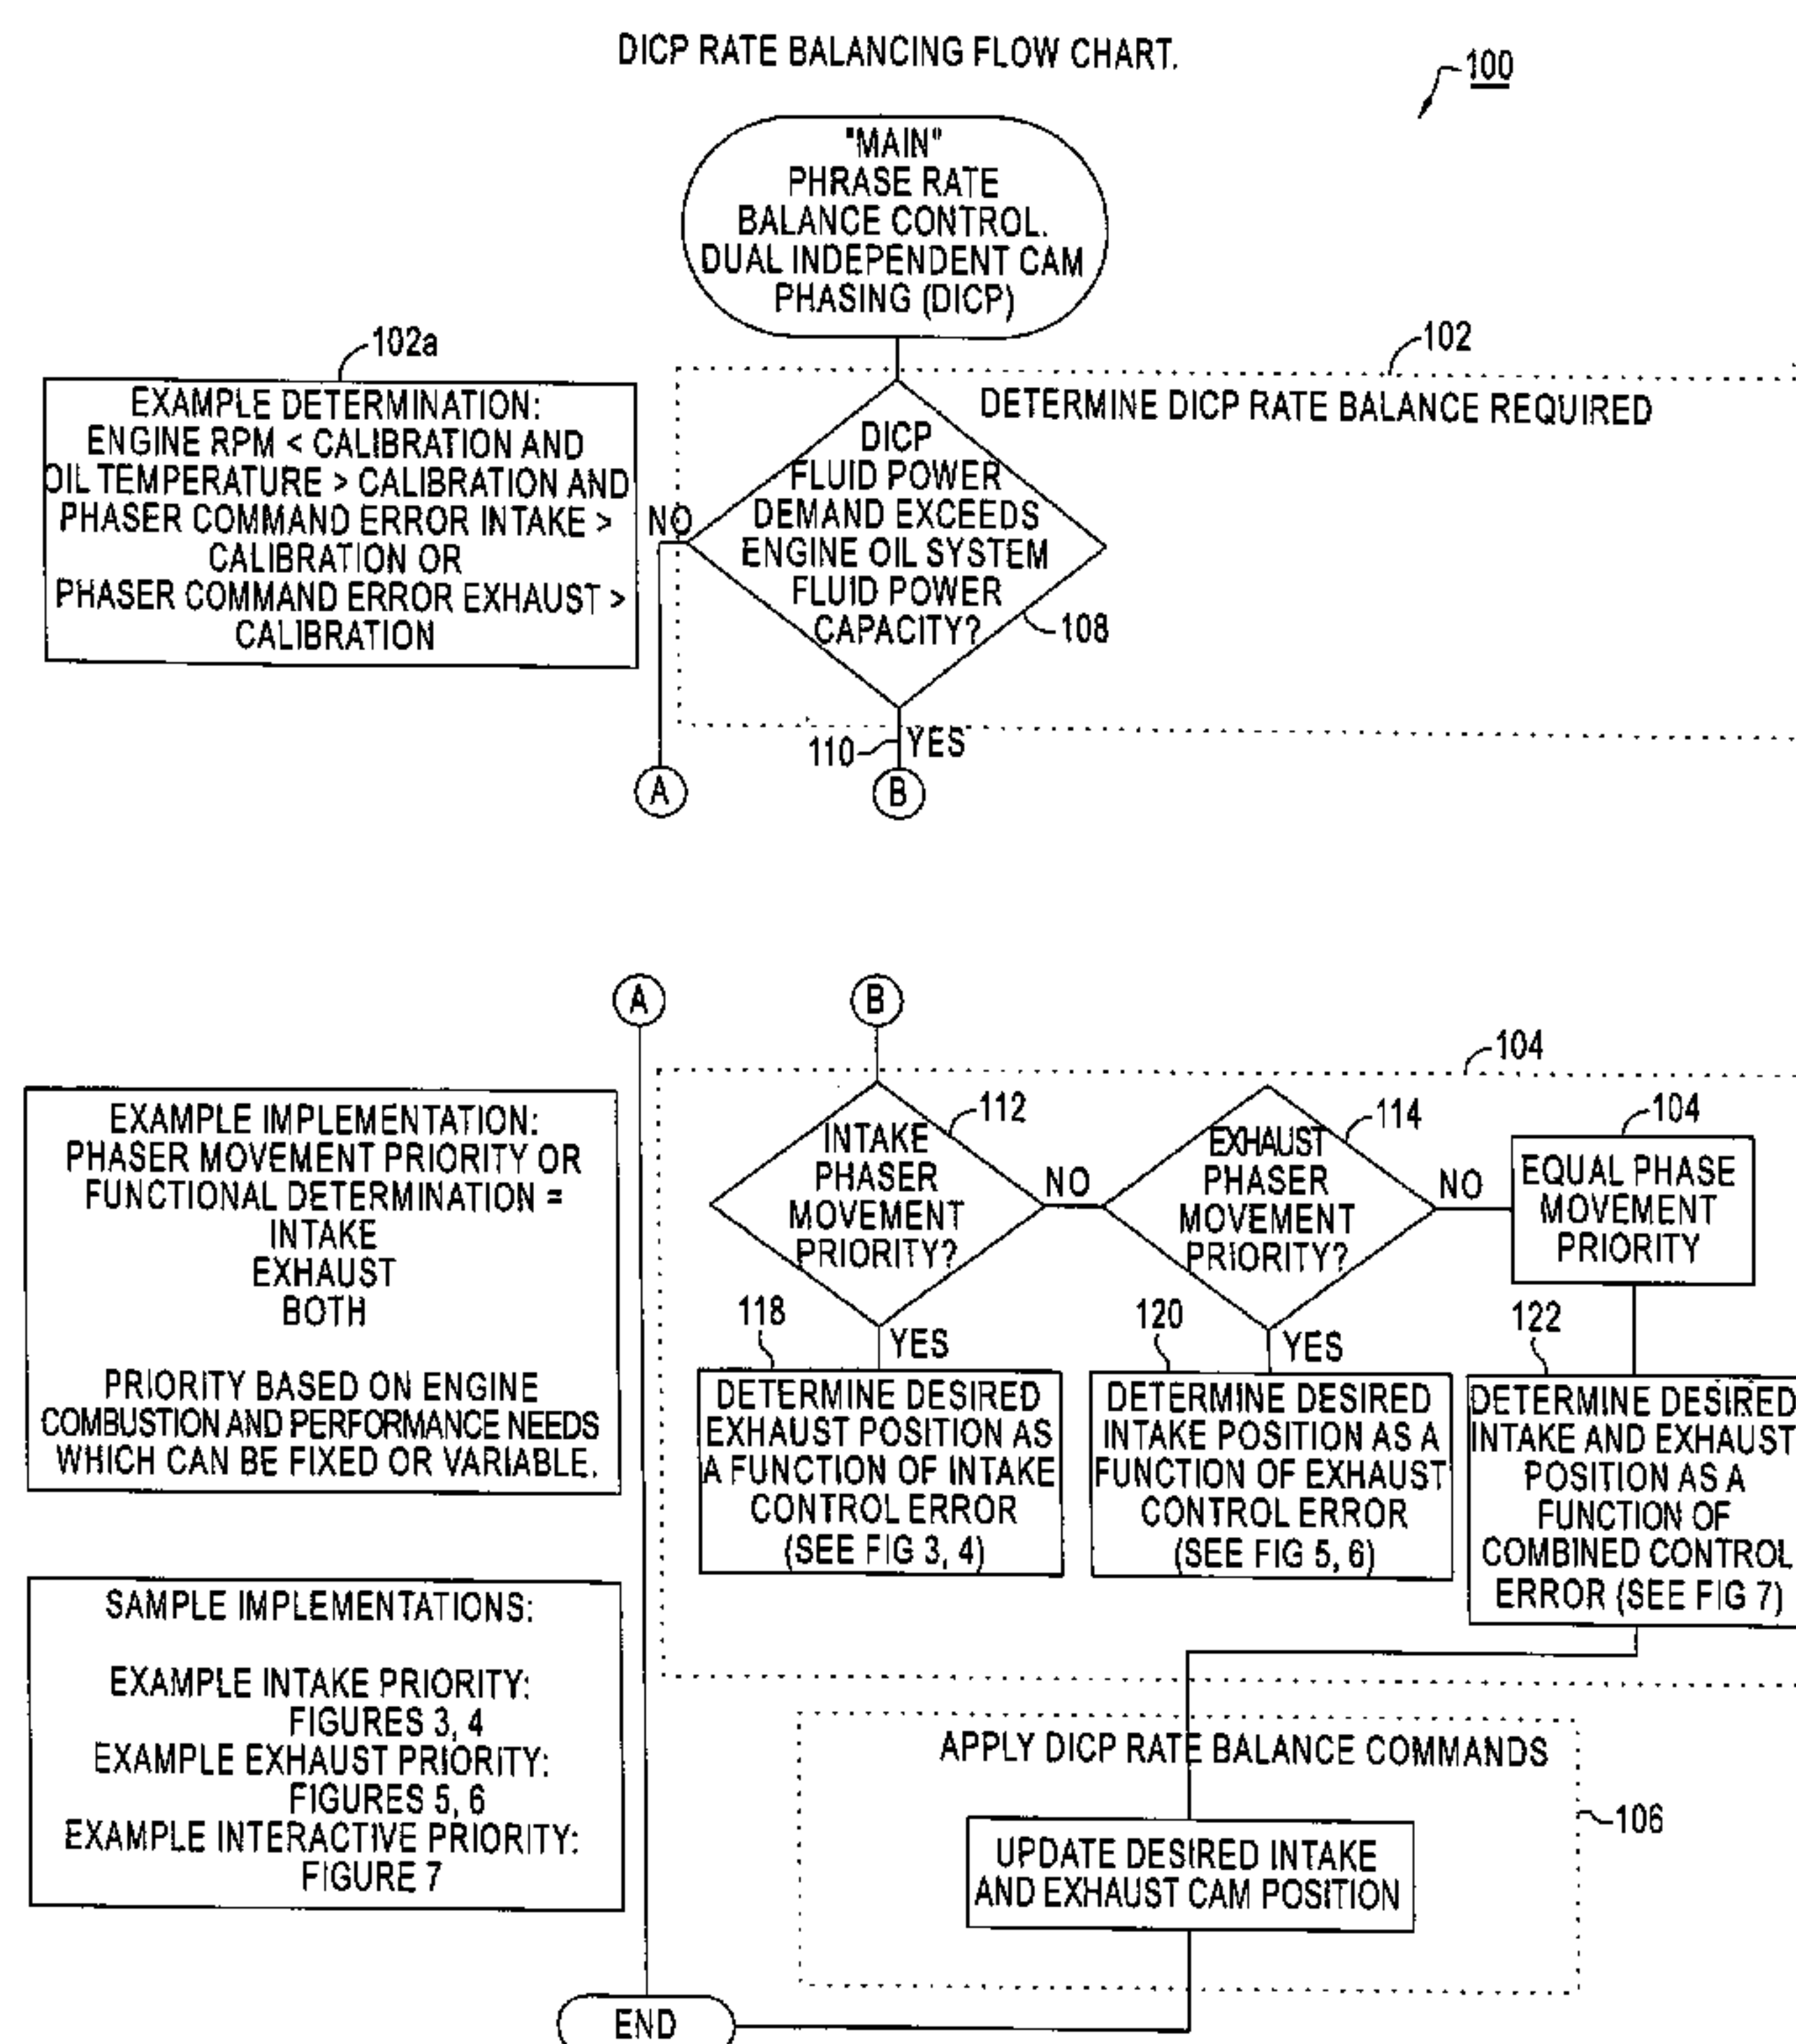 DICP RATE BALANCING FLOW CHART.
100
"MAIN"
PHRASE RATE
BALANCE CONTROL.
DUAL INDEPENDENT CAM
PHASING (DICP)
102a
EXAMPLE DETERMINATION:
ENGINE RPM < CALIBRATION AND
OIL TEMPERATURE > CALIBRATION AND
PHASER COMMAND ERROR INTAKE >
CALIBRATION OR
PHASER COMMAND ERROR EXHAUST >
CALIBRATION
102
DETERMINE DICP RATE BALANCE REQUIRED
DICP
FLUID POWER
DEMAND EXCEEDS
ENGINE OIL SYSTEM
FLUID POWER
CAPACITY?
NO
108
110
YES
A
B
A
B
104
EXAMPLE IMPLEMENTATION:
PHASER MOVEMENT PRIORITY OR
FUNCTIONAL DETERMINATION =
INTAKE
EXHAUST
BOTH
PRIORITY BASED ON ENGINE
COMBUSTION AND PERFORMANCE NEEDS
WHICH CAN BE FIXED OR VARIABLE.
112
INTAKE
PHASER
MOVEMENT
PRIORITY?
NO
114
EXHAUST
PHASER
MOVEMENT
PRIORITY?
NO
104
EQUAL PHASE
MOVEMENT
PRIORITY
118
YES
DETERMINE DESIRED
EXHAUST POSITION AS
A FUNCTION OF INTAKE
CONTROL ERROR
(SEE FIG 3, 4)
120
YES
DETERMINE DESIRED
INTAKE POSITION AS A
FUNCTION OF EXHAUST
CONTROL ERROR
(SEE FIG 5, 6)
122
DETERMINE DESIRED
INTAKE AND EXHAUST
POSITION AS A
FUNCTION OF
COMBINED CONTROL
ERROR (SEE FIG 7)
SAMPLE IMPLEMENTATIONS:
EXAMPLE INTAKE PRIORITY:
FIGURES 3, 4
EXAMPLE EXHAUST PRIORITY:
FIGURES 5, 6
EXAMPLE INTERACTIVE PRIORITY:
FIGURE 7
APPLY DICP RATE BALANCE COMMANDS
106
UPDATE DESIRED INTAKE
AND EXHAUST CAM POSITION
END